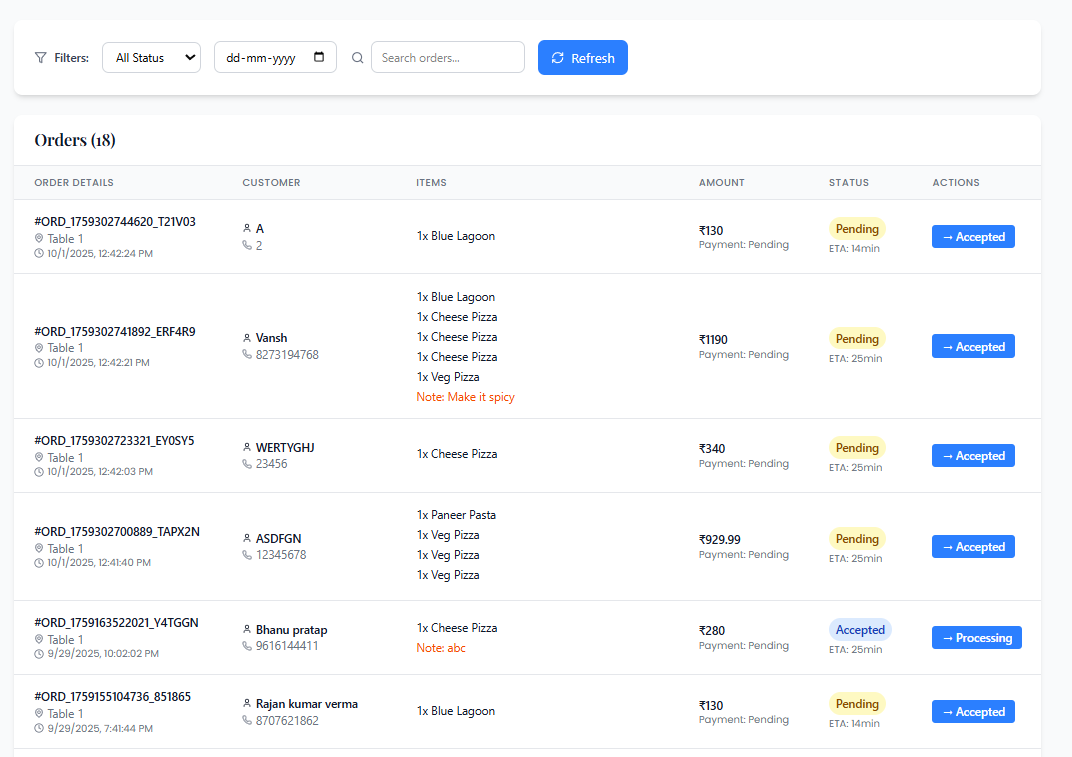 Filters: All Status dd-mm-yyyy Search orders... Refresh
Orders (18)
ORDER DETAILS CUSTOMER ITEMS AMOUNT STATUS ACTIONS
#ORD_1759302744620_T21V03
Table 1
10/1/2025, 12:42:24 PM
A
2
1x Blue Lagoon
₹130
Payment: Pending
Pending
ETA: 14min
→ Accepted
#ORD_1759302741892_ERF4R9
Table 1
10/1/2025, 12:42:21 PM
Vansh
8273194768
1x Blue Lagoon
1x Cheese Pizza
1x Cheese Pizza
1x Cheese Pizza
1x Veg Pizza
Note: Make it spicy
₹1190
Payment: Pending
Pending
ETA: 25min
→ Accepted
#ORD_1759302723321_EY0SY5
Table 1
10/1/2025, 12:42:03 PM
WERTYGHJ
23456
1x Cheese Pizza
₹340
Payment: Pending
Pending
ETA: 25min
→ Accepted
#ORD_1759302700889_TAPX2N
Table 1
10/1/2025, 12:41:40 PM
ASDFGN
12345678
1x Paneer Pasta
1x Veg Pizza
1x Veg Pizza
1x Veg Pizza
₹929.99
Payment: Pending
Pending
ETA: 25min
→ Accepted
#ORD_1759163522021_Y4TGGN
Table 1
9/29/2025, 10:02:02 PM
Bhanu pratap
9616144411
1x Cheese Pizza
Note: abc
₹280
Payment: Pending
Accepted
ETA: 25min
→ Processing
#ORD_1759155104736_851865
Table 1
9/29/2025, 7:41:44 PM
Rajan kumar verma
8707621862
1x Blue Lagoon
₹130
Payment: Pending
Pending
ETA: 14min
→ Accepted